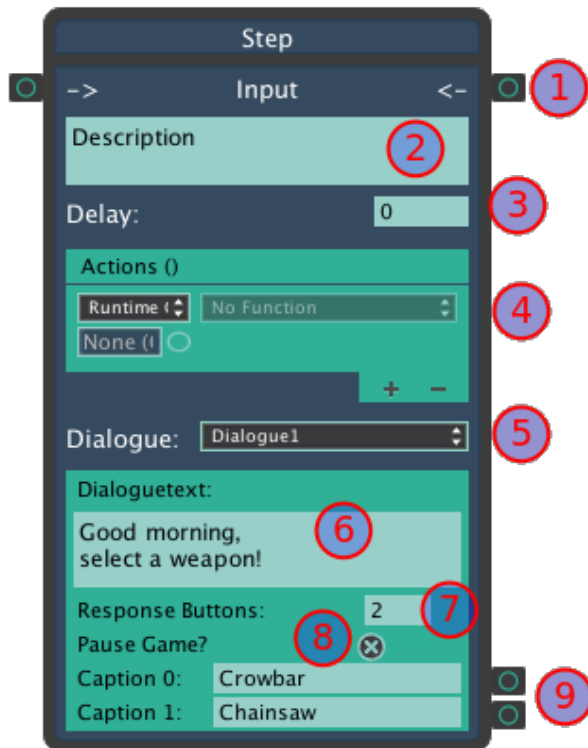 Step
-> Input <- 1
Description 2
Delay: 0 3
Actions ()
Runtime No Function 4
None (
+ -
Dialogue: Dialogue1 5
Dialoguetext:
Good morning, 6
select a weapon!
Response Buttons: 2 7
Pause Game? 8
Caption 0: Crowbar 9
Caption 1: Chainsaw